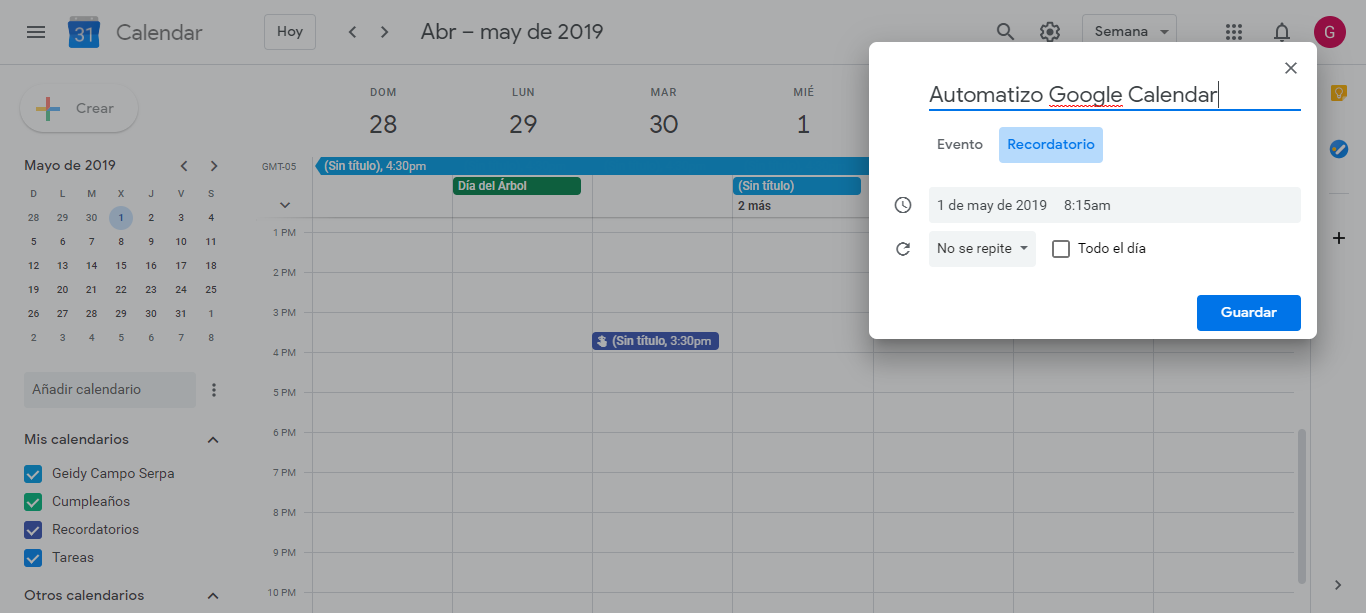 31 Calendar Hoy Abr – may de 2019 Semana G
Crear
Automatizo Google Calendar
Evento Recordatorio
1 de may de 2019 8:15am
No se repite Todo el día
Guardar
DOM LUN MAR MIÉ
28 29 30 1
GMT-05 (Sin título), 4:30pm
Día del Árbol (Sin título)
2 más
1 PM
2 PM
3 PM
(Sin título, 3:30pm
4 PM
5 PM
6 PM
7 PM
8 PM
9 PM
10 PM
Mayo de 2019
D L M X J V S
28 29 30 1 2 3 4
5 6 7 8 9 10 11
12 13 14 15 16 17 18
19 20 21 22 23 24 25
26 27 28 29 30 31 1
2 3 4 5 6 7 8
Añadir calendario
Mis calendarios
Geidy Campo Serpa
Cumpleaños
Recordatorios
Tareas
Otros calendarios